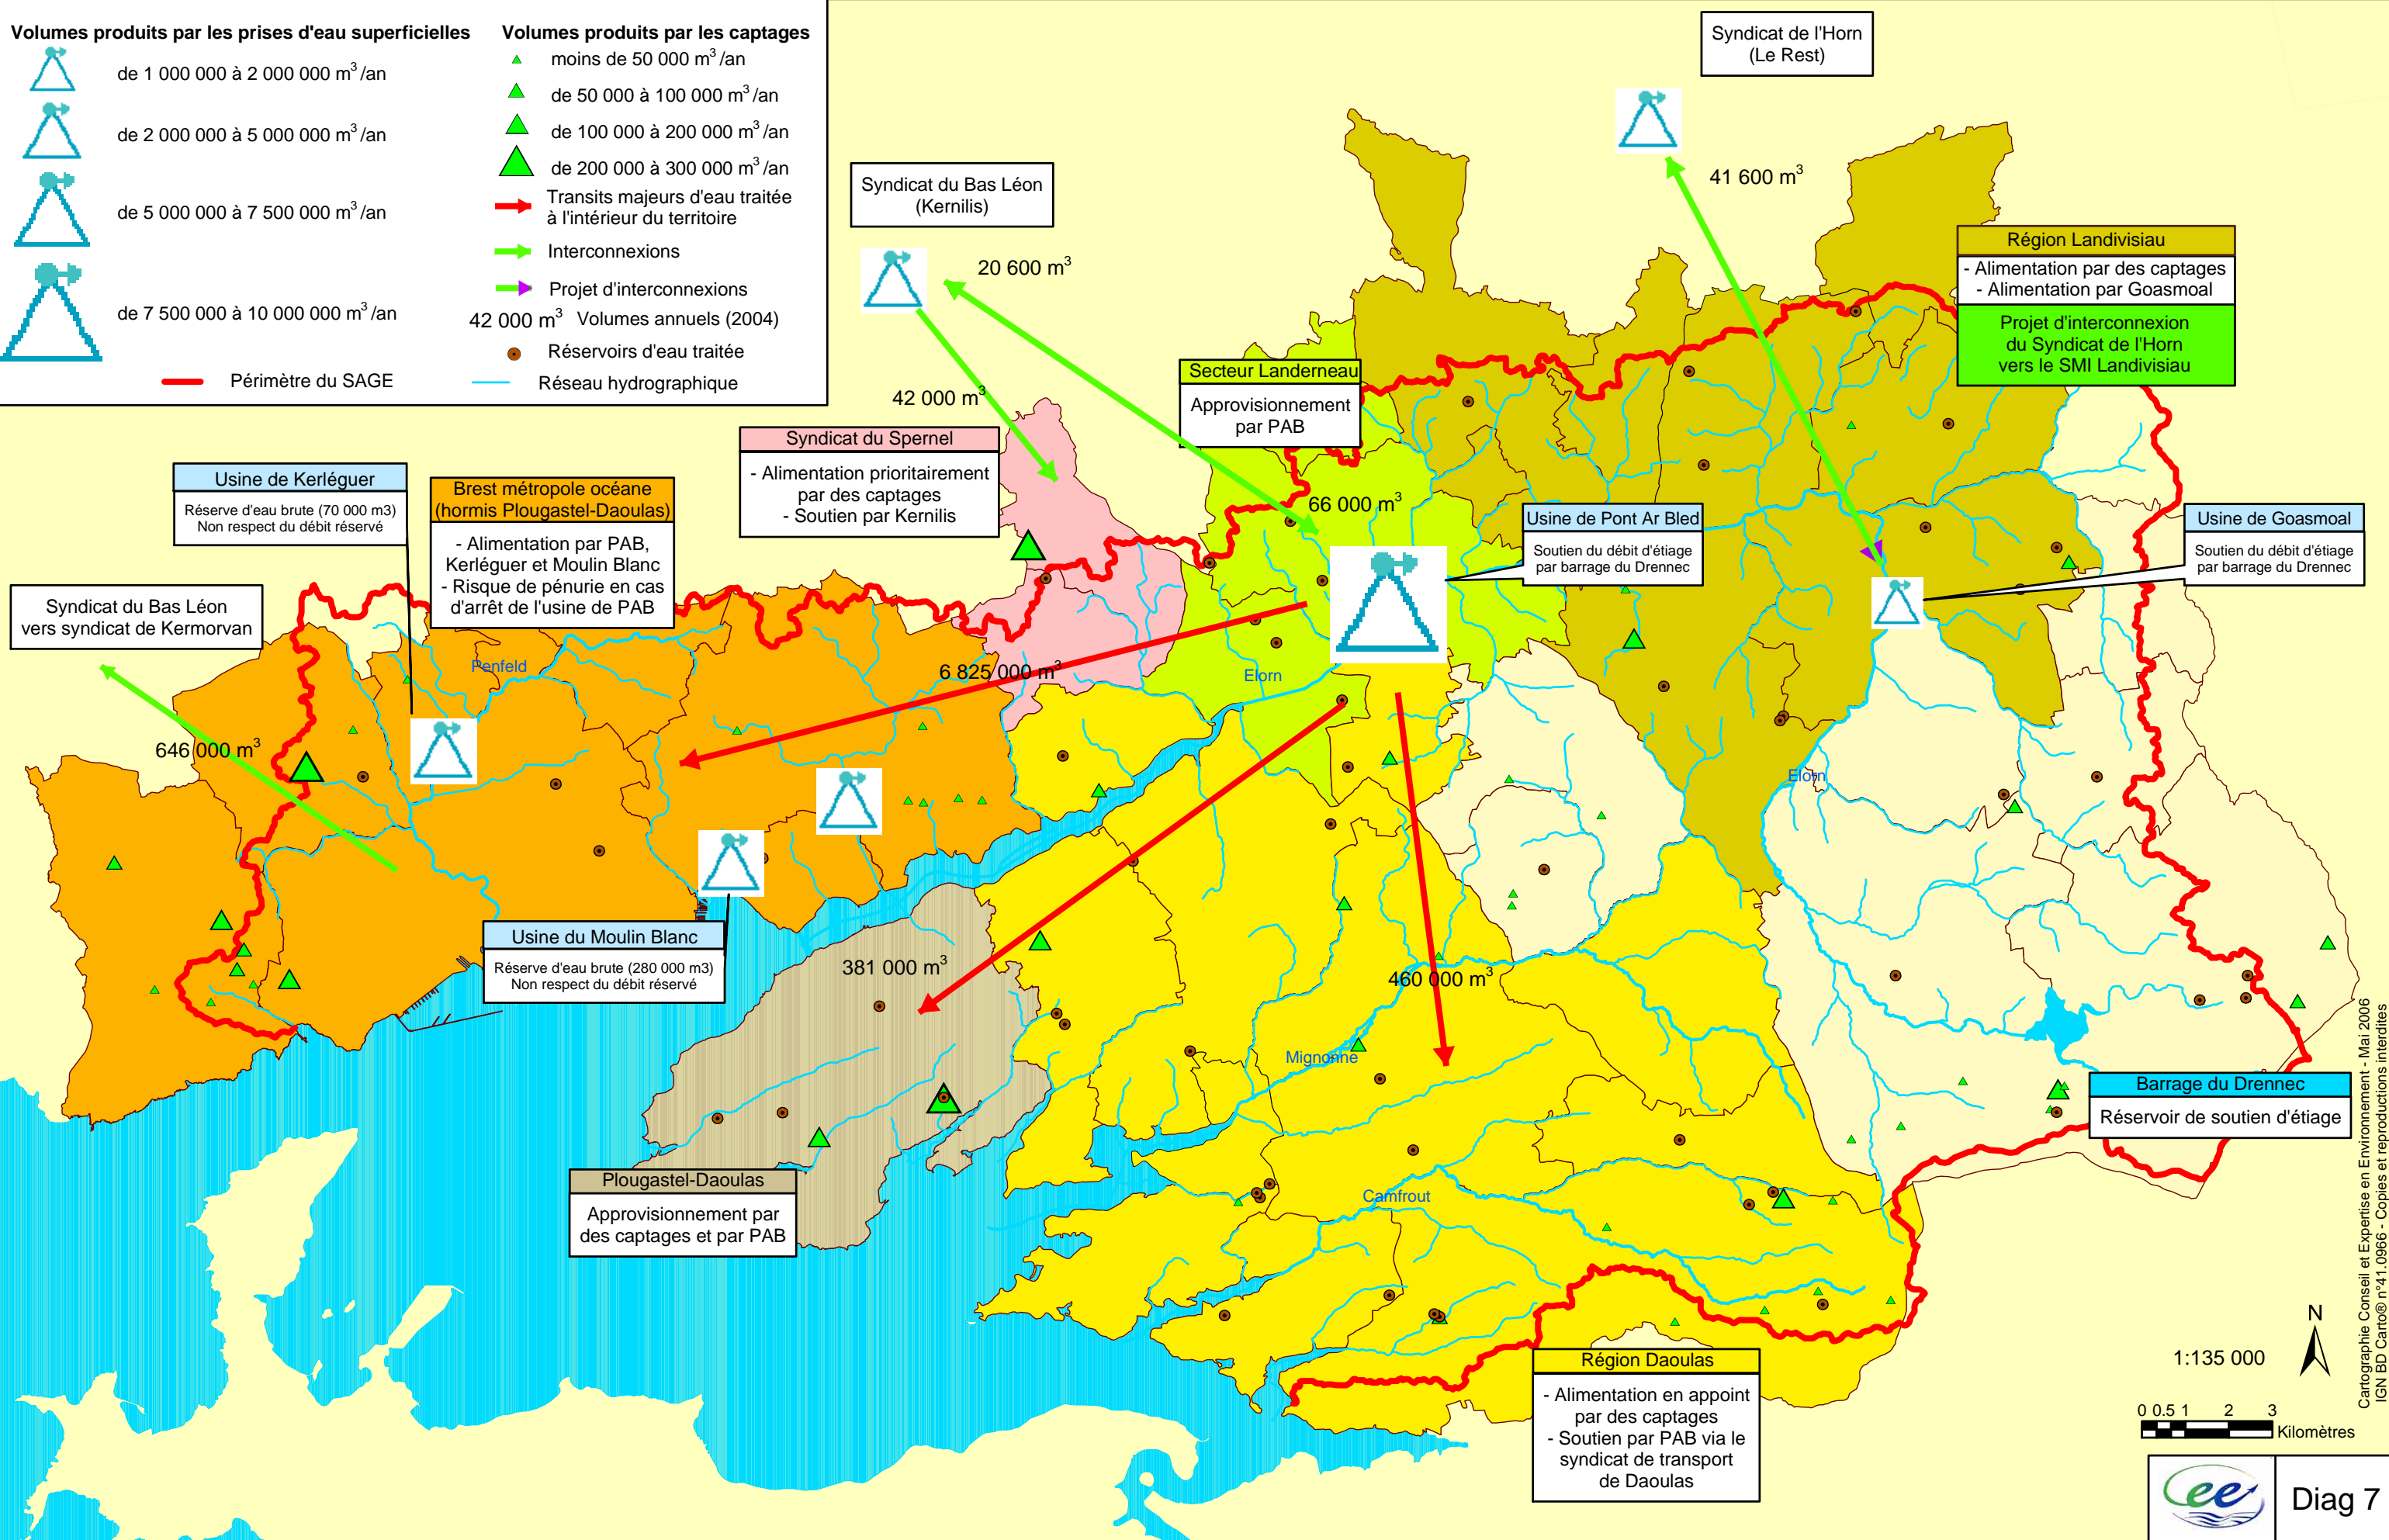 Volumes produits par les prises d'eau superficielles
de 1 000 000 à 2 000 000 m³/an
de 2 000 000 à 5 000 000 m³/an
de 5 000 000 à 7 500 000 m³/an
de 7 500 000 à 10 000 000 m³/an
Périmètre du SAGE
Volumes produits par les captages
moins de 50 000 m³/an
de 50 000 à 100 000 m³/an
de 100 000 à 200 000 m³/an
de 200 000 à 300 000 m³/an
Transits majeurs d'eau traitée
à l'intérieur du territoire
Interconnexions
Projet d'interconnexions
42 000 m³ Volumes annuels (2004)
Réservoirs d'eau traitée
Réseau hydrographique
Syndicat de l'Horn
(Le Rest)
41 600 m³
Syndicat du Bas Léon
(Kernilis)
20 600 m³
42 000 m³
Région Landivisiau
- Alimentation par des captages
- Alimentation par Goasmoal
Projet d'interconnexion
du Syndicat de l'Horn
vers le SMI Landivisiau
Secteur Landerneau
Approvisionnement
par PAB
Syndicat du Spernel
- Alimentation prioritairement
par des captages
- Soutien par Kernilis
Usine de Kerléguer
Réserve d'eau brute (70 000 m3)
Non respect du débit réservé
Brest métropole océane
(hormis Plougastel-Daoulas)
- Alimentation par PAB,
Kerléguer et Moulin Blanc
- Risque de pénurie en cas
d'arrêt de l'usine de PAB
66 000 m³
Usine de Pont Ar Bled
Soutien du débit d'étiage
par barrage du Drennec
Usine de Goasmoal
Soutien du débit d'étiage
par barrage du Drennec
Syndicat du Bas Léon
vers syndicat de Kermorvan
Penfeld
6 825 000 m³
Elorn
646 000 m³
Elorn
Usine du Moulin Blanc
Réserve d'eau brute (280 000 m3)
Non respect du débit réservé
381 000 m³
460 000 m³
Mignonne
Barrage du Drennec
Réservoir de soutien d'étiage
Plougastel-Daoulas
Approvisionnement par
des captages et par PAB
Camfrout
Région Daoulas
- Alimentation en appoint
par des captages
- Soutien par PAB via le
syndicat de transport
de Daoulas
N
1:135 000
0 0.5 1 2 3
Kilomètres
Cartographie Conseil et Expertise en Environnement - Mai 2006
IGN BD Carto® n°41.0966 - Copies et reproductions interdites
ee
Diag 7